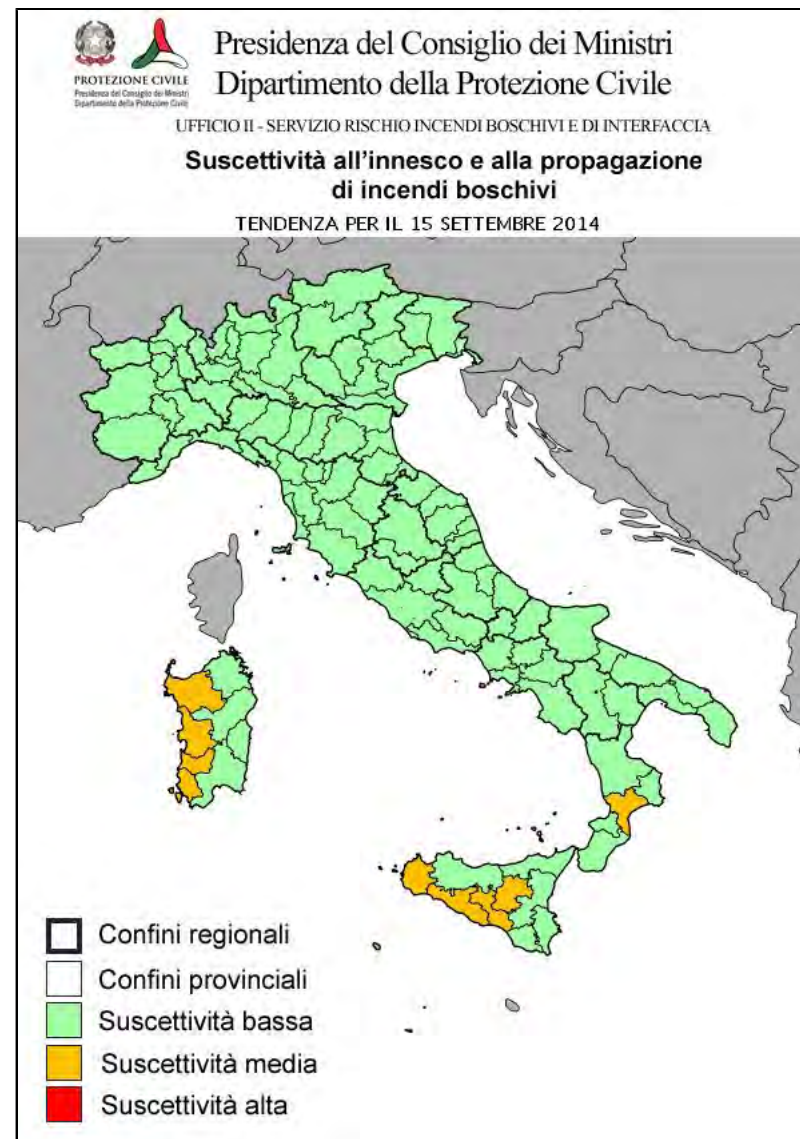 PROTEZIONE CIVILE
Presidenza del Consiglio dei Ministri
Dipartimento della Protezione Civile
Presidenza del Consiglio dei Ministri
Dipartimento della Protezione Civile
UFFICIO II - SERVIZIO RISCHIO INCENDI BOSCHIVI E DI INTERFACCIA
Suscettività all'innesco e alla propagazione
di incendi boschivi
TENDENZA PER IL 15 SETTEMBRE 2014
Confini regionali
Confini provinciali
Suscettività bassa
Suscettività media
Suscettività alta